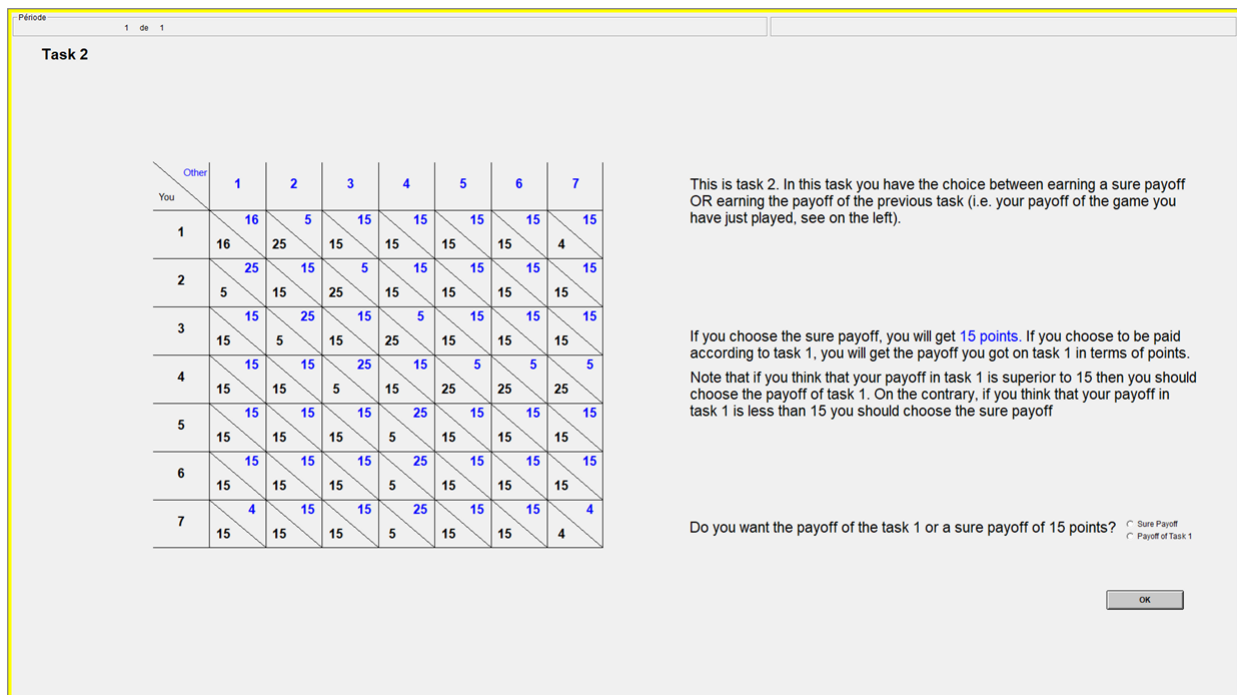 Période
1 de 1
Task 2
Other
You
1 2 3 4 5 6 7
1
16 5 15 15 15 15 15
16 25 15 15 15 15 4
2
25 15 5 15 15 15 15
5 15 25 15 15 15 15
3
15 25 15 5 15 15 15
15 5 15 25 15 15 15
4
15 15 25 15 5 5 5
15 15 5 15 25 25 25
5
15 15 15 25 15 15 15
15 15 15 5 15 15 15
6
15 15 15 25 15 15 15
15 15 15 5 15 15 15
7
4 15 15 25 15 15 4
15 15 15 5 15 15 4
This is task 2. In this task you have the choice between earning a sure payoff
OR earning the payoff of the previous task (i.e. your payoff of the game you
have just played, see on the left).
If you choose the sure payoff, you will get 15 points. If you choose to be paid
according to task 1, you will get the payoff you got on task 1 in terms of points.
Note that if you think that your payoff in task 1 is superior to 15 then you should
choose the payoff of task 1. On the contrary, if you think that your payoff in
task 1 is less than 15 you should choose the sure payoff
Do you want the payoff of the task 1 or a sure payoff of 15 points?
Sure Payoff
Payoff of Task 1
OK